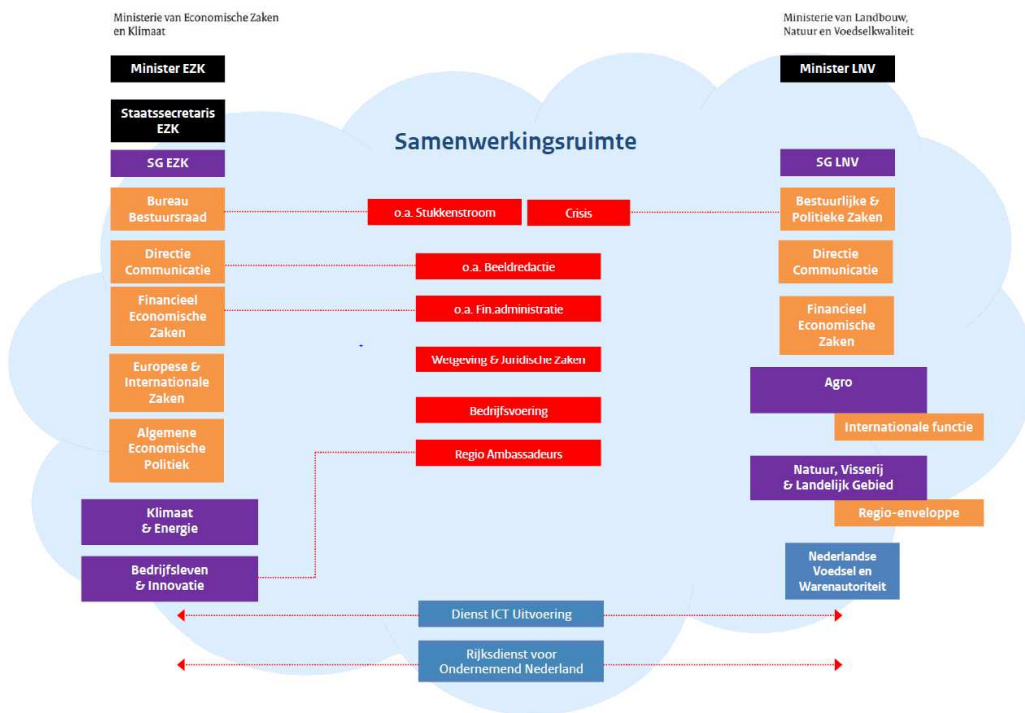 Ministerie van Economische Zaken
en Klimaat
Minister EZK
Staatssecretaris
EZK
SG EZK
Bureau
Bestuursraad
Directie
Communicatie
Financieel
Economische
Zaken
Europese &
Internationale
Zaken
Algemene
Economische
Politiek
Klimaat
& Energie
Bedrijfsleven
& Innovatie
Samenwerkingsruimte
o.a. Stukkenstroom
Crisis
o.a. Beeldredactie
o.a. Fin.administratie
Wetgeving & Juridische Zaken
Bedrijfsvoering
Regio Ambassadeurs
Dienst ICT Uitvoering
Rijksdienst voor
Ondernemend Nederland
Ministerie van Landbouw,
Natuur en Voedselkwaliteit
Minister LNV
SG LNV
Bestuurlijke &
Politieke Zaken
Directie
Communicatie
Financieel
Economische
Zaken
Agro
Internationale functie
Natuur, Visserij
& Landelijk Gebied
Regio-enveloppe
Nederlandse
Voedsel en
Warenautoriteit